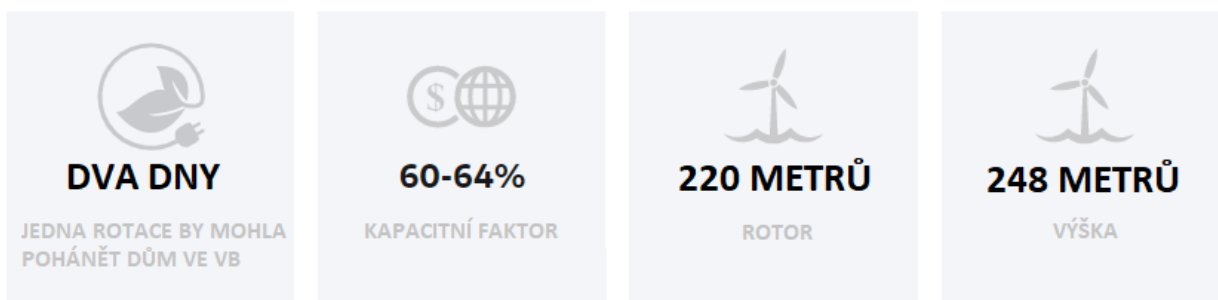 DVA DNY
JEDNA ROTACE BY MOHLA
POHÁNĚT DŮM VE VB
$
60-64%
KAPACITNÍ FAKTOR
220 METRŮ
ROTOR
248 METRŮ
VÝŠKA